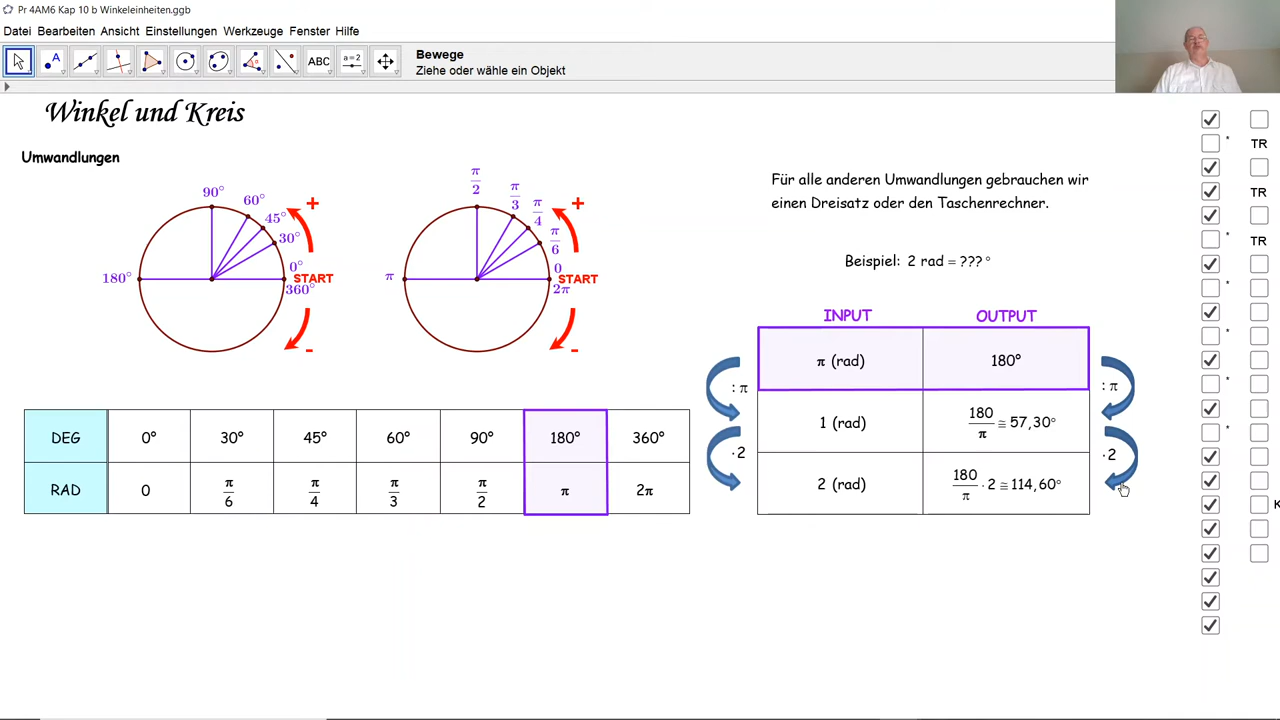 Pr 4AM6 Kap 10 b Winkeleinheiten.ggb
Datei Bearbeiten Ansicht Einstellungen Werkzeuge Fenster Hilfe
A
ABC
a=2
Bewege
Ziehe oder wähle ein Objekt
Winkel und Kreis
Umwandlungen
90°
60°
45°
30°
0°
START
360°
180°
+
-
π/2
π/3
π/4
π/6
0
START
2π
π
+
-
Für alle anderen Umwandlungen gebrauchen wir
einen Dreisatz oder den Taschenrechner.
Beispiel: 2 rad = ??? °
INPUT OUTPUT
π (rad) 180°
: π : π
1 (rad) 180/π ≅ 57,30°
· 2 · 2
2 (rad) 180/π · 2 ≅ 114,60°
DEG 0° 30° 45° 60° 90° 180° 360°
RAD 0 π/6 π/4 π/3 π/2 π 2π
*
TR
TR
*
TR
*
*
*
*
K